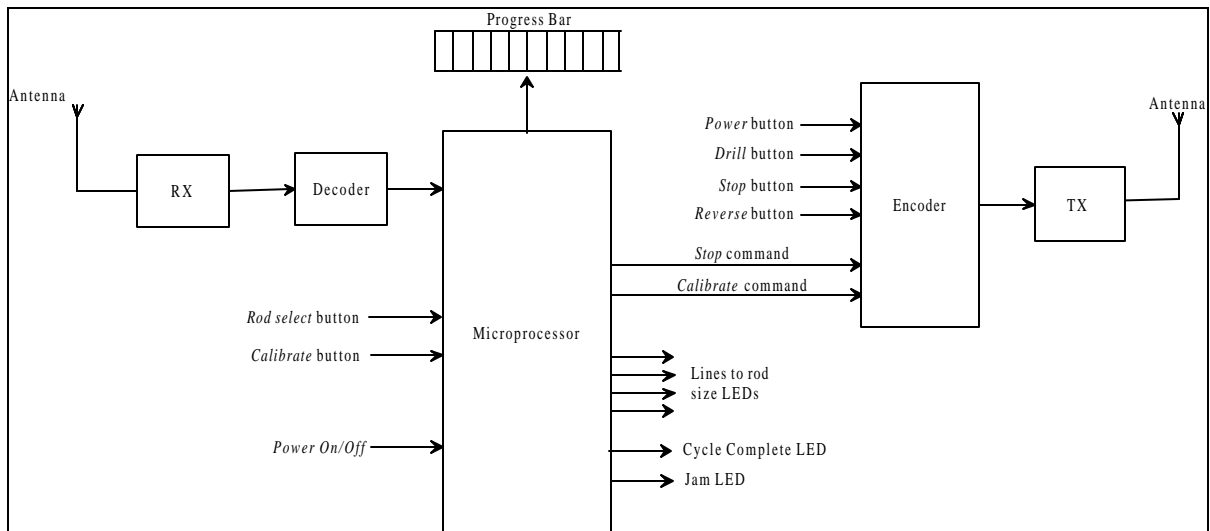 Progress Bar
Antenna
RX
Decoder
Microprocessor
Rod select button
Calibrate button
Power On/Off
Power button
Drill button
Stop button
Reverse button
Stop command
Calibrate command
Encoder
TX
Antenna
Lines to rod
size LEDs
Cycle Complete LED
Jam LED